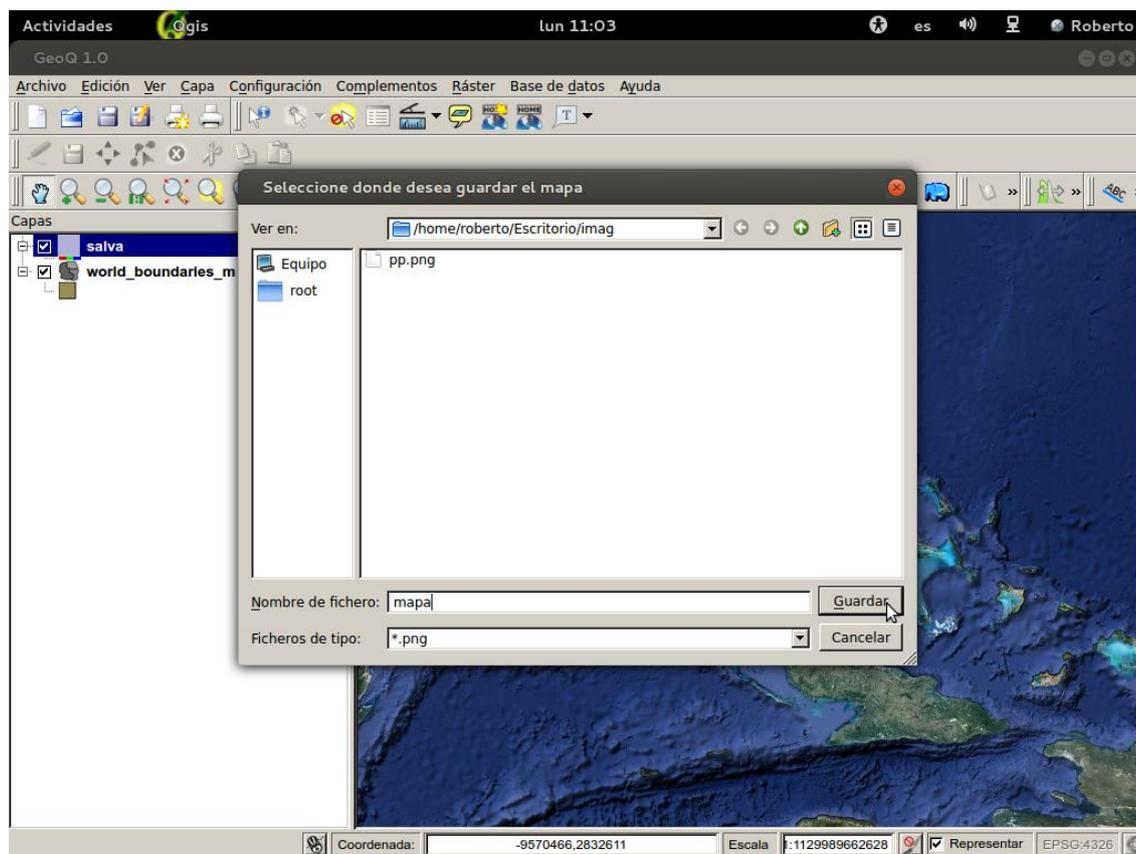 Actividades Qgis lun 11:03 es Roberto
GeoQ 1.0
Archivo Edición Ver Capa Configuración Complementos Ráster Base de datos Ayuda
Capas
salva
world_boundaries_m
Seleccione donde desea guardar el mapa
Ver en: /home/roberto/Escritorio/imag
Equipo
root
pp.png
Nombre de fichero: mapa Guardar
Ficheros de tipo: *.png Cancelar
Coordenada: -9570466,2832611 Escala 1:1129989662628 Representar EPSG:4326